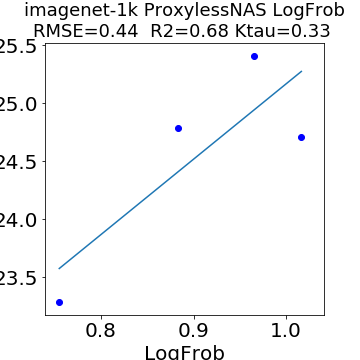 imagenet-1k ProxylessNAS LogFrob
RMSE=0.44 R2=0.68 Ktau=0.33
25.5
25.0
24.5
24.0
23.5
0.8 0.9 1.0
LogFrob